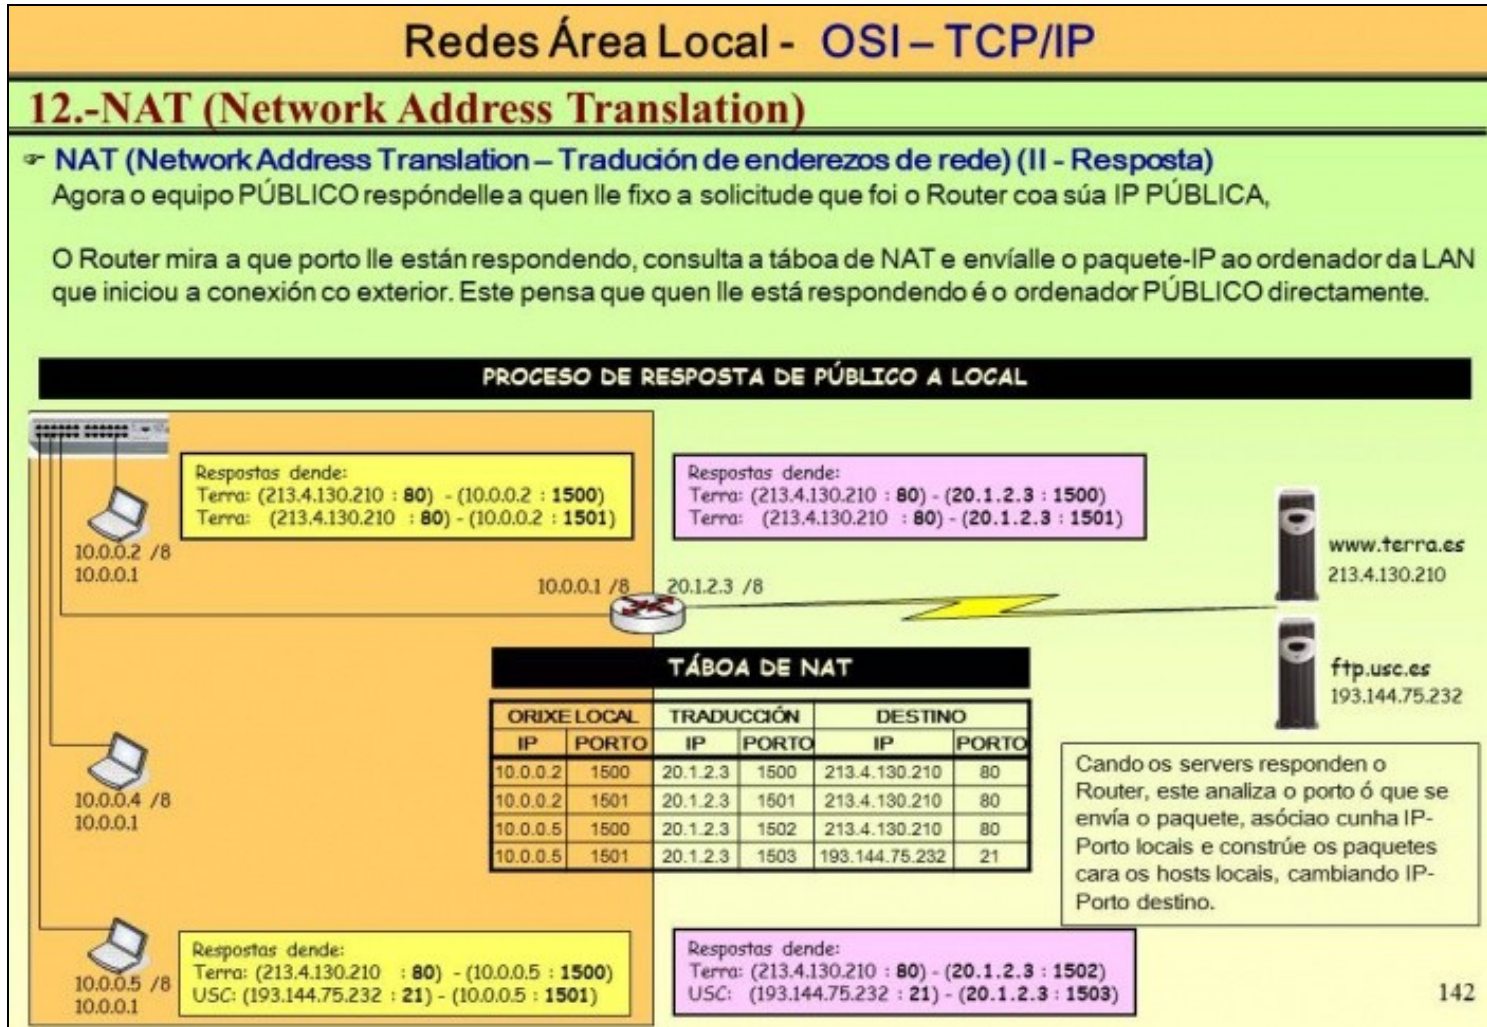 Redes Área Local - OSI – TCP/IP
12.-NAT (Network Address Translation)
☞ NAT (Network Address Translation – Tradución de enderezos de rede) (II - Resposta)
Agora o equipo PÚBLICO respóndelle a quen lle fixo a solicitude que foi o Router coa súa IP PÚBLICA,
O Router mira a que porto lle están respondendo, consulta a táboa de NAT e envíalle o paquete-IP ao ordenador da LAN
que iniciou a conexión co exterior. Este pensa que quen lle está respondendo é o ordenador PÚBLICO directamente.
PROCESO DE RESPOSTA DE PÚBLICO A LOCAL
Respostas dende:
Terra: (213.4.130.210 : 80) - (10.0.0.2 : 1500)
Terra: (213.4.130.210 : 80) - (10.0.0.2 : 1501)
Respostas dende:
Terra: (213.4.130.210 : 80) - (20.1.2.3 : 1500)
Terra: (213.4.130.210 : 80) - (20.1.2.3 : 1501)
10.0.0.2 /8
10.0.0.1
www.terra.es
213.4.130.210
10.0.0.1 /8
20.1.2.3 /8
ftp.usc.es
193.144.75.232
TÁBOA DE NAT
ORIXE LOCAL TRADUCCIÓN DESTINO
IP PORTO IP PORTO IP PORTO
10.0.0.2 1500 20.1.2.3 1500 213.4.130.210 80
10.0.0.2 1501 20.1.2.3 1501 213.4.130.210 80
10.0.0.5 1500 20.1.2.3 1502 213.4.130.210 80
10.0.0.5 1501 20.1.2.3 1503 193.144.75.232 21
10.0.0.4 /8
10.0.0.1
Cando os servers responden o
Router, este analiza o porto ó que se
envía o paquete, asóciao cunha IP-
Porto locais e constrúe os paquetes
cara os hosts locais, cambiando IP-
Porto destino.
10.0.0.5 /8
10.0.0.1
Respostas dende:
Terra: (213.4.130.210 : 80) - (10.0.0.5 : 1500)
USC: (193.144.75.232 : 21) - (10.0.0.5 : 1501)
Respostas dende:
Terra: (213.4.130.210 : 80) - (20.1.2.3 : 1502)
USC: (193.144.75.232 : 21) - (20.1.2.3 : 1503)
142